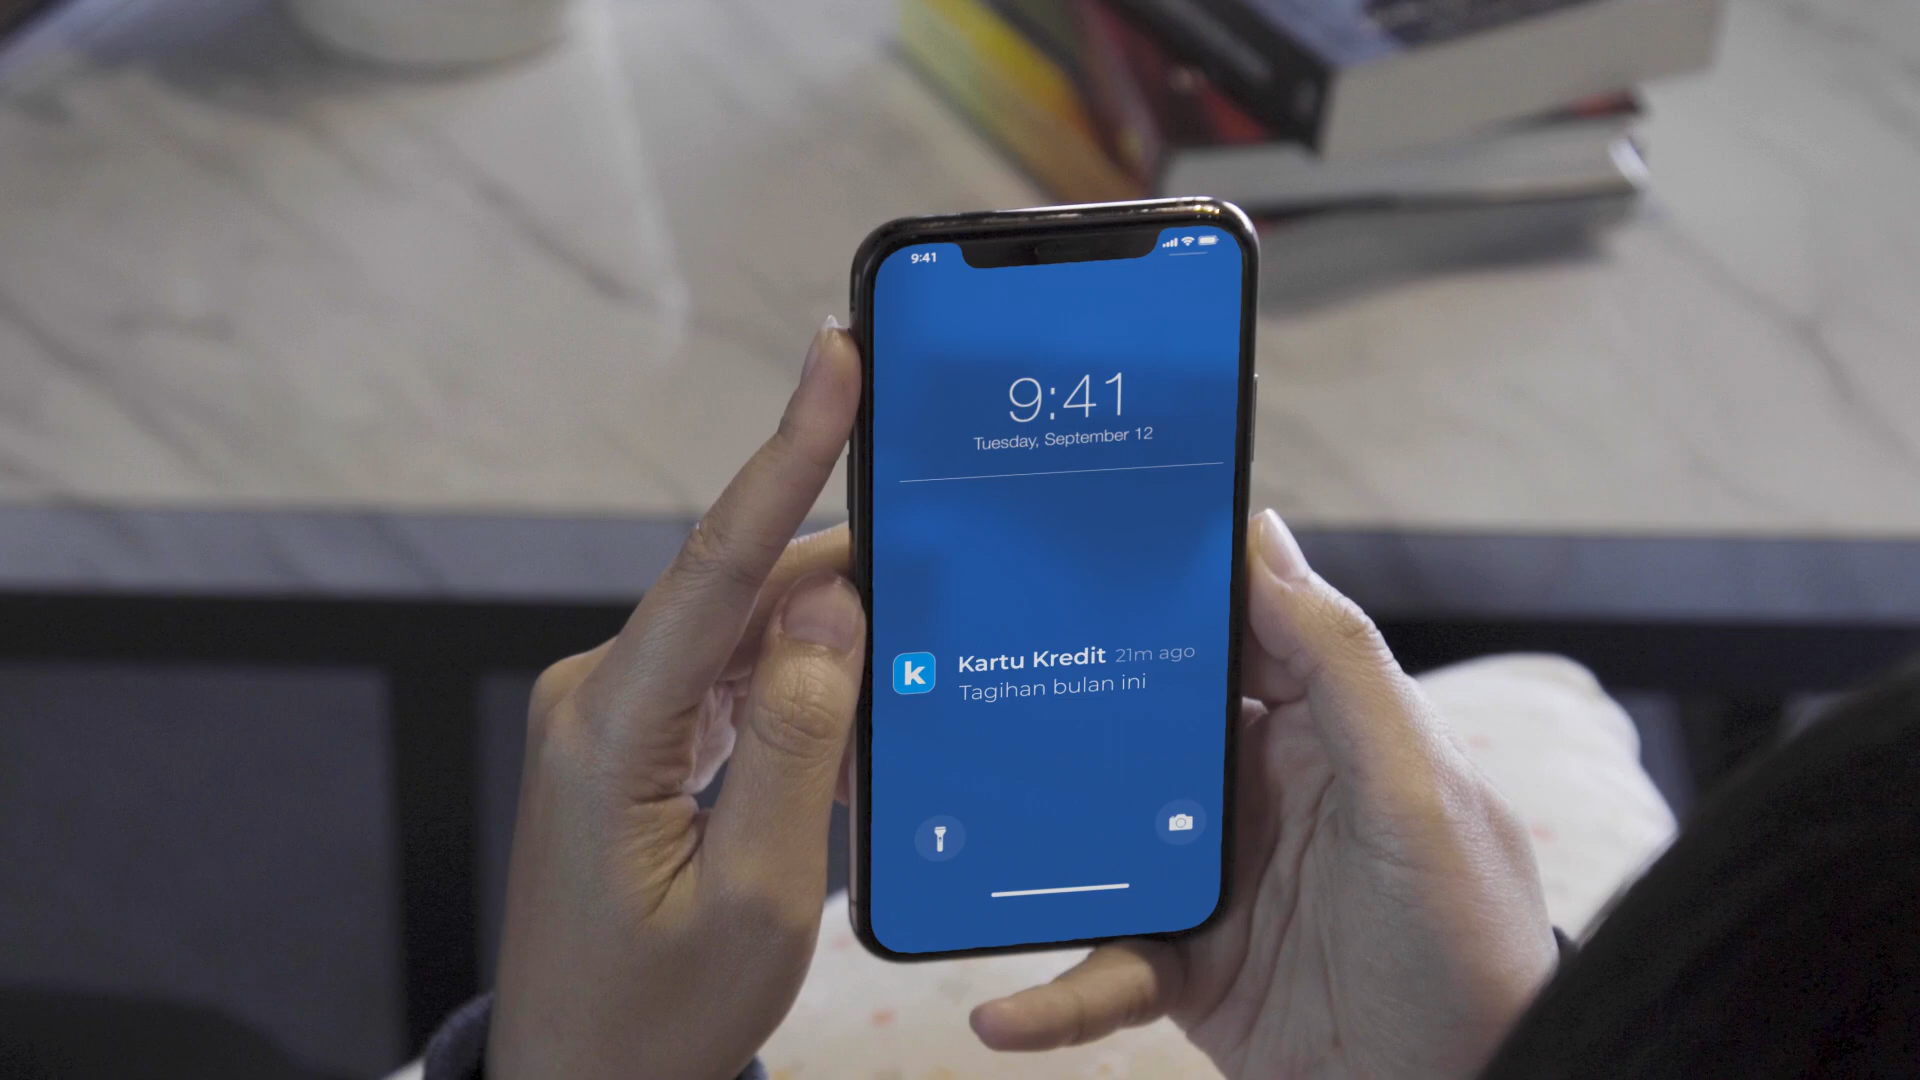 9:41
9:41
Tuesday, September 12
k
Kartu Kredit 21m ago
Tagihan bulan ini